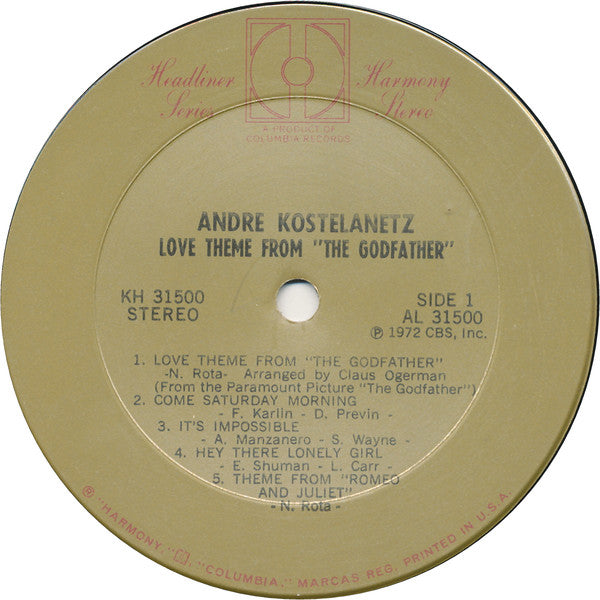 Headliner Series
Harmony Stereo
A PRODUCT OF
COLUMBIA RECORDS
ANDRE KOSTELANETZ
LOVE THEME FROM "THE GODFATHER"
KH 31500
STEREO
SIDE 1
AL 31500
Ⓟ 1972 CBS, Inc.
1. LOVE THEME FROM "THE GODFATHER"
-N. Rota- Arranged by Claus Ogerman
(From the Paramount Picture "The Godfather")
2. COME SATURDAY MORNING
- F. Karlin - D. Previn -
3. IT'S IMPOSSIBLE
- A. Manzanero - S. Wayne -
4. HEY THERE LONELY GIRL
- E. Shuman - L. Carr -
5. THEME FROM "ROMEO
AND JULIET"
- N. Rota -
® "HARMONY, , "COLUMBIA," MARCAS REG. PRINTED IN U.S.A.